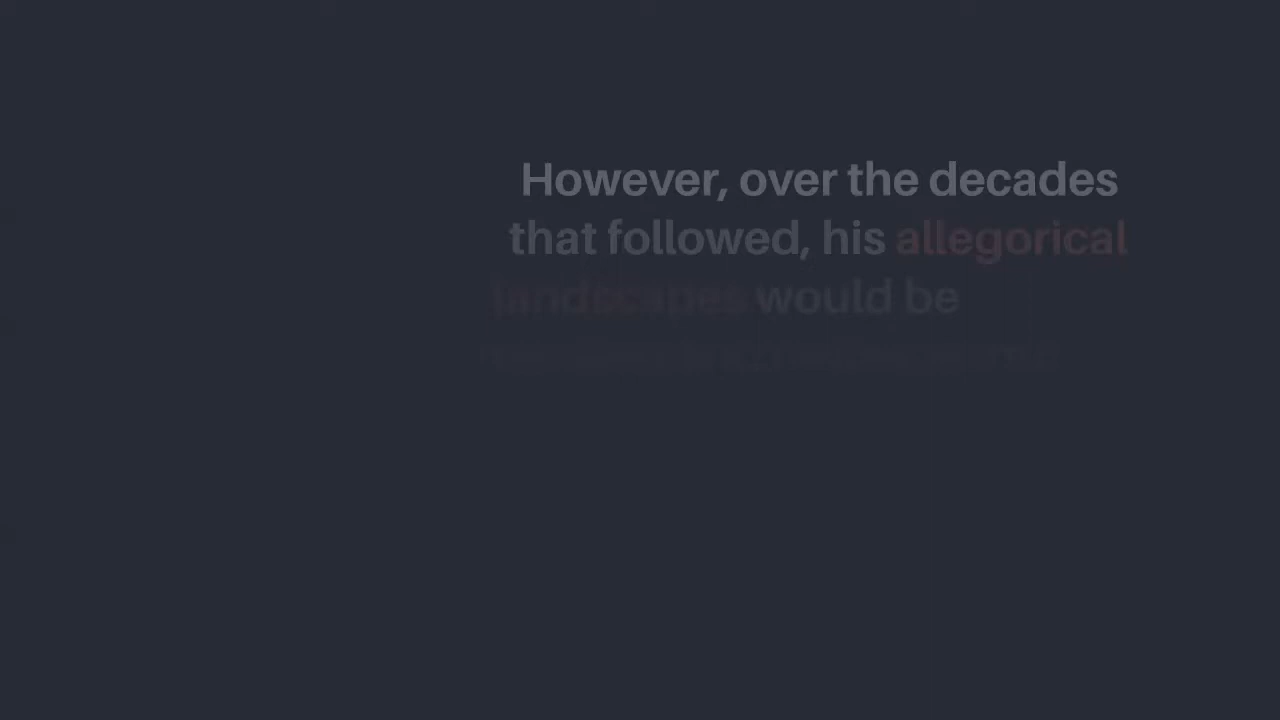 However, over the decades
that followed, his allegorical
landscapes would be